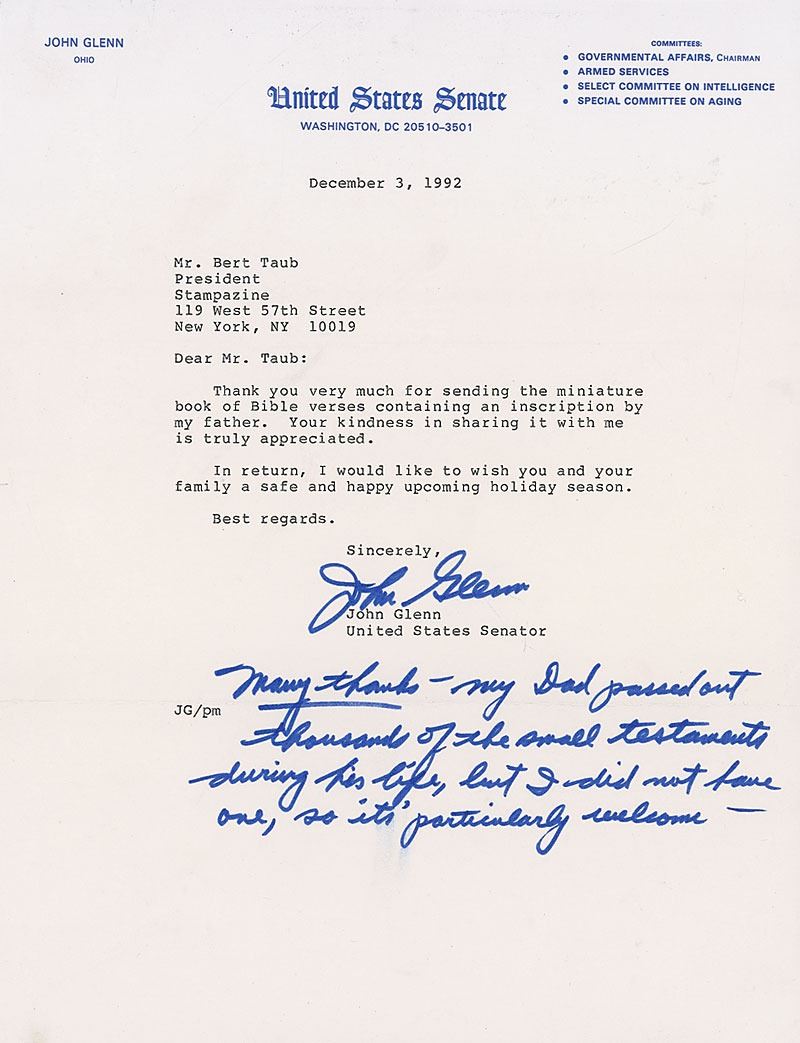 JOHN GLENN
OHIO
COMMITTEES:
• GOVERNMENTAL AFFAIRS, CHAIRMAN
• ARMED SERVICES
• SELECT COMMITTEE ON INTELLIGENCE
• SPECIAL COMMITTEE ON AGING
United States Senate
WASHINGTON, DC 20510–3501
December 3, 1992
Mr. Bert Taub
President
Stampazine
119 West 57th Street
New York, NY  10019
Dear Mr. Taub:
Thank you very much for sending the miniature
book of Bible verses containing an inscription by
my father.  Your kindness in sharing it with me
is truly appreciated.
In return, I would like to wish you and your
family a safe and happy upcoming holiday season.
Best regards.
Sincerely,
John Glenn
John Glenn
United States Senator
Many thanks – my Dad passed out
JG/pm
thousands of the small testaments
during his life, but I did not have
one, so its' particularly welcome —